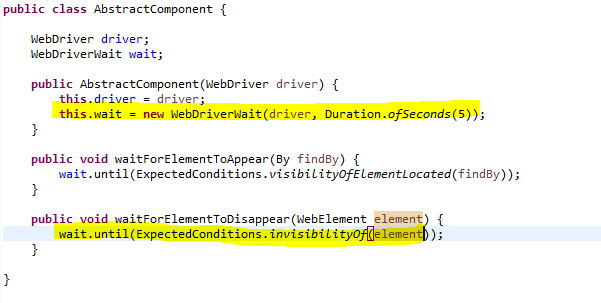 public class AbstractComponent {
WebDriver driver;
WebDriverWait wait;
public AbstractComponent(WebDriver driver) {
this.driver = driver;
this.wait = new WebDriverWait(driver, Duration.ofSeconds(5));
}
public void waitForElementToAppear(By findBy) {
wait.until(ExpectedConditions.visibilityOfElementLocated(findBy));
}
public void waitForElementToDisappear(WebElement element) {
wait.until(ExpectedConditions.invisibilityOf(element));
}
}